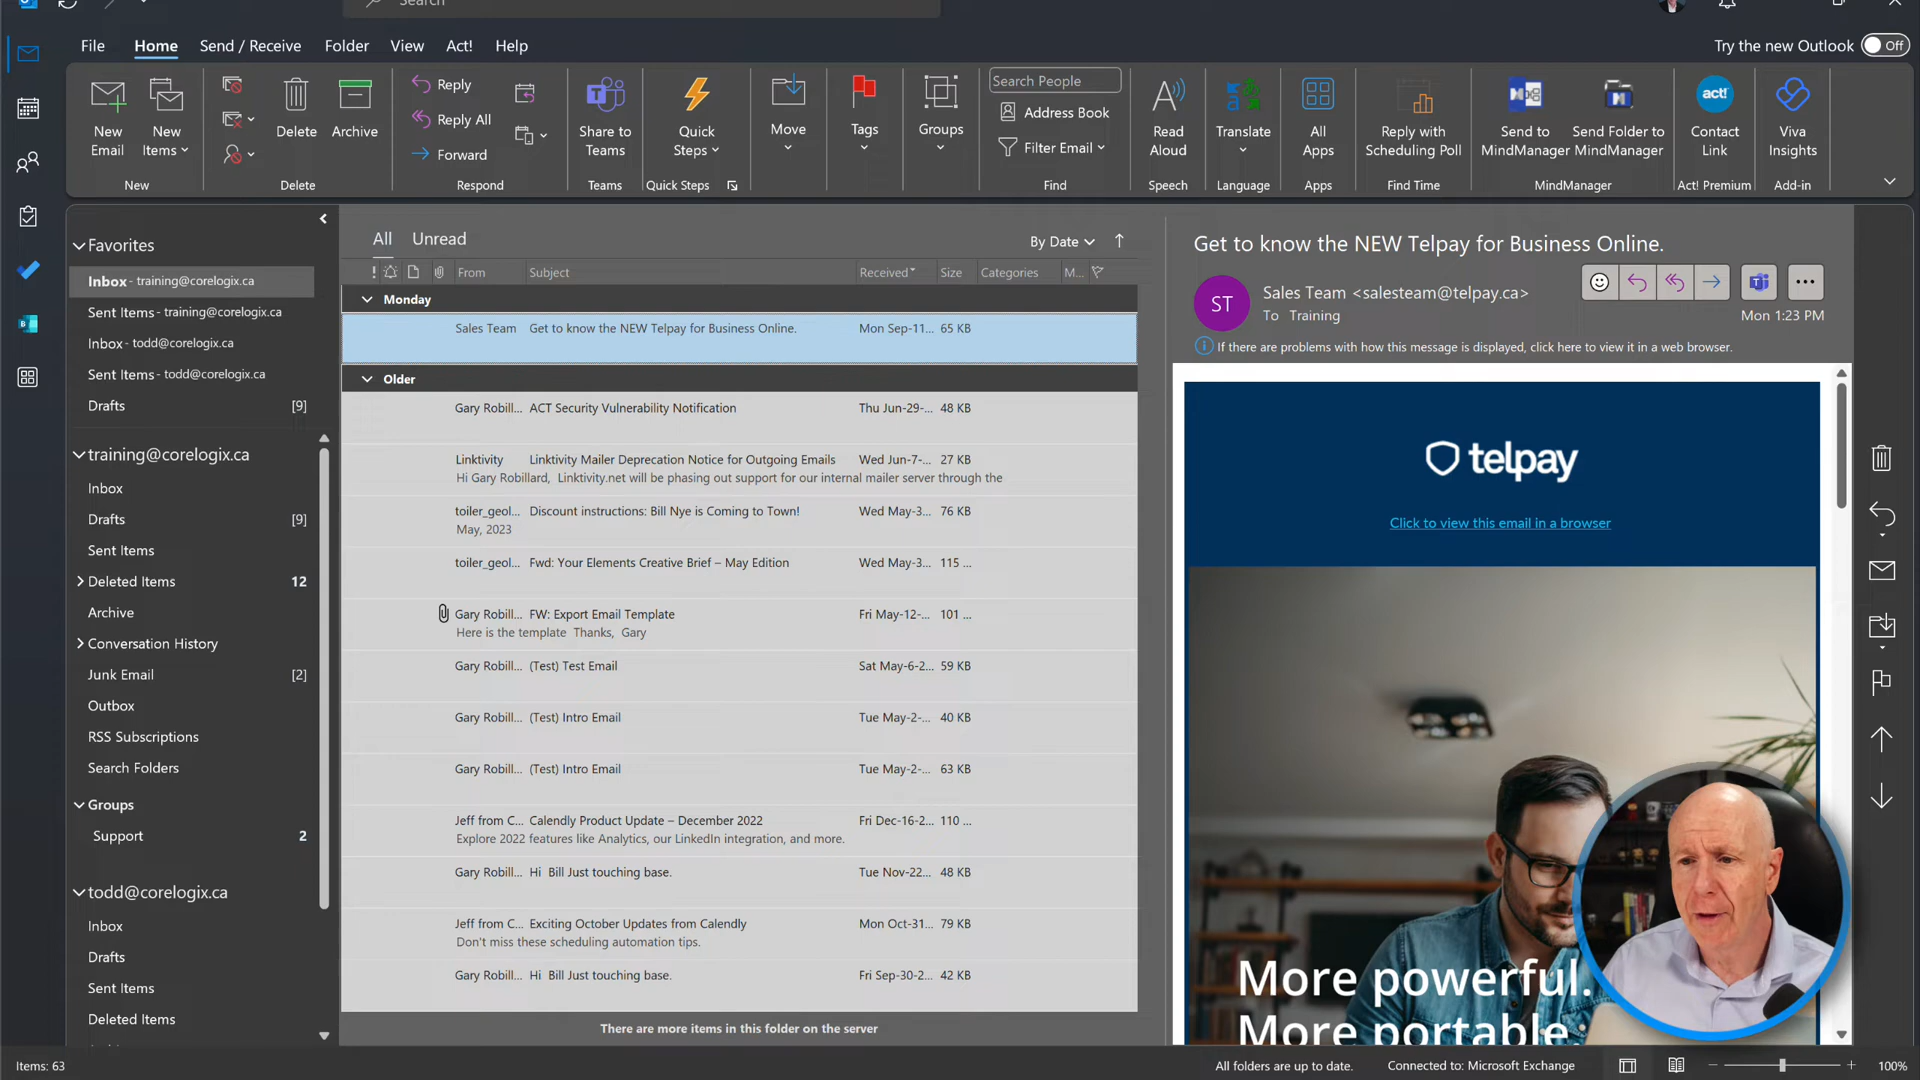 Search
File Home Send / Receive Folder View Act! Help
Try the new Outlook Off
New Email
New Items
New
Delete
Archive
Delete
Reply
Reply All
Forward
Respond
Share to Teams
Teams
Quick Steps
Quick Steps
Move
Tags
Groups
Search People
Address Book
Filter Email
Find
Read Aloud
Speech
Translate
Language
All Apps
Apps
Reply with Scheduling Poll
Find Time
Send to MindManager
Send Folder to MindManager
MindManager
act!
Contact Link
Act! Premium
Viva Insights
Add-in
Favorites
Inbox - training@corelogix.ca
Sent Items - training@corelogix.ca
Inbox - todd@corelogix.ca
Sent Items - todd@corelogix.ca
Drafts [9]
training@corelogix.ca
Inbox
Drafts [9]
Sent Items
Deleted Items 12
Archive
Conversation History
Junk Email [2]
Outbox
RSS Subscriptions
Search Folders
Groups
Support 2
todd@corelogix.ca
Inbox
Drafts
Sent Items
Deleted Items
All Unread
By Date
! From Subject Received Size Categories M...
Monday
Sales Team Get to know the NEW Telpay for Business Online. Mon Sep-11... 65 KB
Older
Gary Robill... ACT Security Vulnerability Notification Thu Jun-29-... 48 KB
Linktivity Linktivity Mailer Deprecation Notice for Outgoing Emails Wed Jun-7-... 27 KB
Hi Gary Robillard, Linktivity.net will be phasing out support for our internal mailer server through the
toiler_geol... Discount instructions: Bill Nye is Coming to Town! Wed May-3... 76 KB
May, 2023
toiler_geol... Fwd: Your Elements Creative Brief – May Edition Wed May-3... 115 ...
Gary Robill... FW: Export Email Template Fri May-12-... 101 ...
Here is the template Thanks, Gary
Gary Robill... (Test) Test Email Sat May-6-2... 59 KB
Gary Robill... (Test) Intro Email Tue May-2-... 40 KB
Gary Robill... (Test) Intro Email Tue May-2-... 63 KB
Jeff from C... Calendly Product Update – December 2022 Fri Dec-16-2... 110 ...
Explore 2022 features like Analytics, our LinkedIn integration, and more.
Gary Robill... Hi Bill Just touching base. Tue Nov-22... 48 KB
Jeff from C... Exciting October Updates from Calendly Mon Oct-31... 79 KB
Don't miss these scheduling automation tips.
Gary Robill... Hi Bill Just touching base. Fri Sep-30-2... 42 KB
There are more items in this folder on the server
Get to know the NEW Telpay for Business Online.
ST
Sales Team <salesteam@telpay.ca>
To Training
Mon 1:23 PM
If there are problems with how this message is displayed, click here to view it in a web browser.
telpay
Click to view this email in a browser
More powerful.
More portable.
Items: 63
All folders are up to date. Connected to: Microsoft Exchange 100%